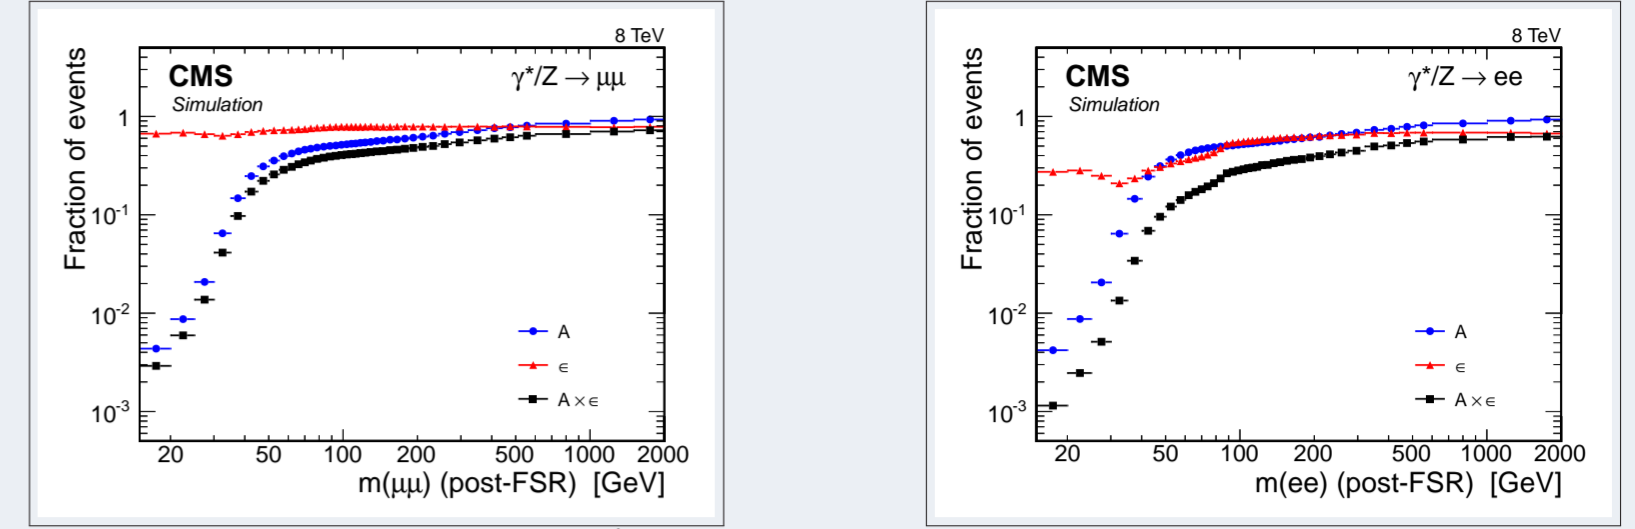 8 TeV
CMS
γ*/Z → μμ
Simulation
Fraction of events
1
10-1
10-2
10-3
A
∈
A × ∈
20 50 100 200 500 1000 2000
m(μμ) (post-FSR) [GeV]
8 TeV
CMS
γ*/Z → ee
Simulation
Fraction of events
1
10-1
10-2
10-3
A
∈
A × ∈
20 50 100 200 500 1000 2000
m(ee) (post-FSR) [GeV]